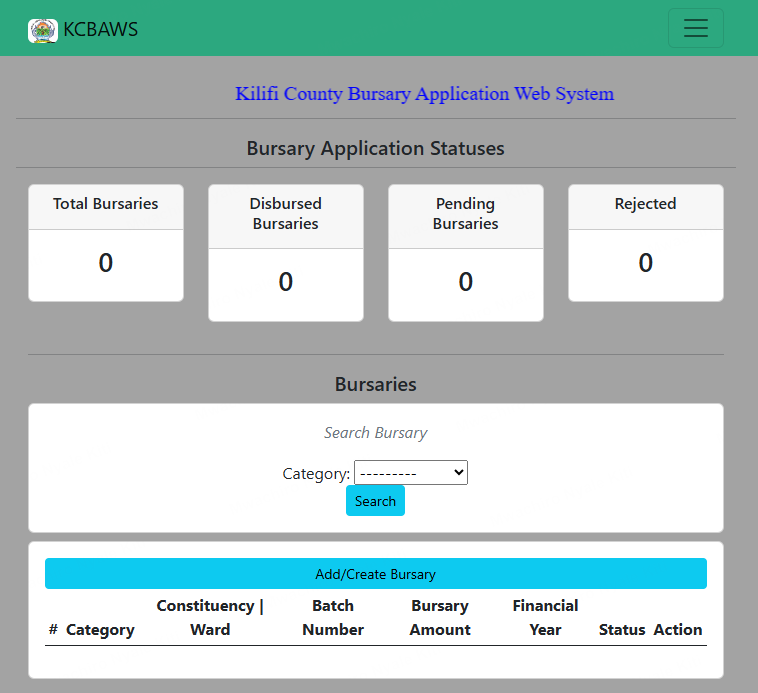 KCBAWS
Kilifi County Bursary Application Web System
Bursary Application Statuses
Total Bursaries
0
Disbursed
Bursaries
0
Pending
Bursaries
0
Rejected
0
Bursaries
Search Bursary
Category: ---------
Search
Add/Create Bursary
# Category Constituency | Ward Batch Number Bursary Amount Financial Year Status Action